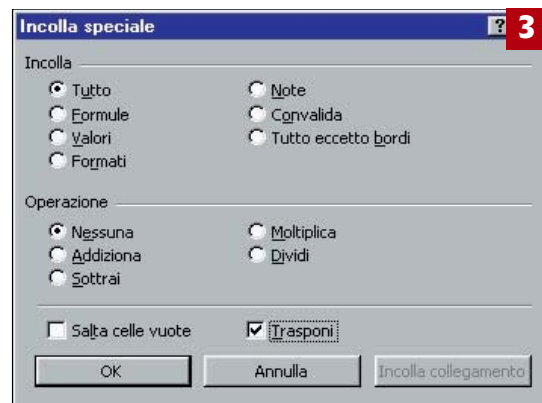 Incolla speciale ? 3
Incolla
Tutto Note
Formule Convalida
Valori Tutto eccetto bordi
Formati
Operazione
Nessuna Moltiplica
Addiziona Dividi
Sottrai
Salta celle vuote Trasponi
OK Annulla Incolla collegamento